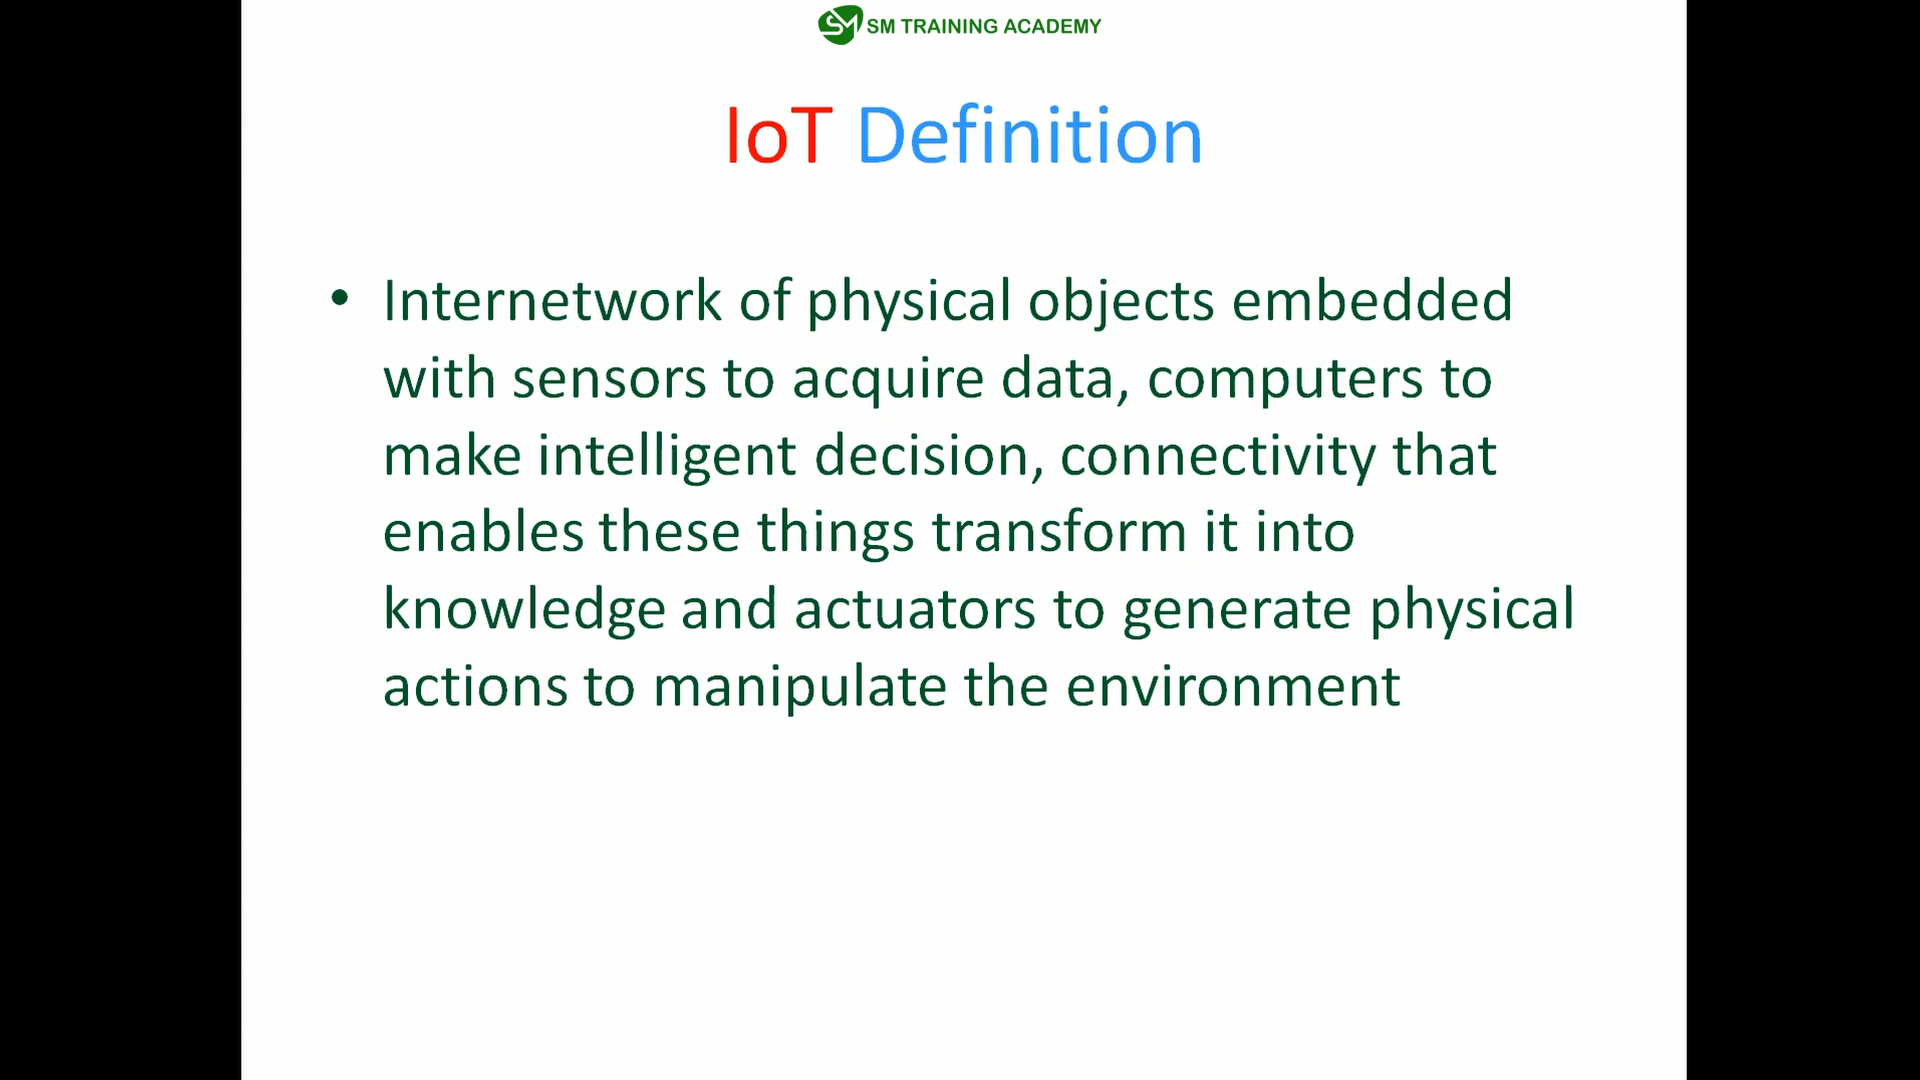 SM TRAINING ACADEMY
IoT Definition
• Internetwork of physical objects embedded
with sensors to acquire data, computers to
make intelligent decision, connectivity that
enables these things transform it into
knowledge and actuators to generate physical
actions to manipulate the environment